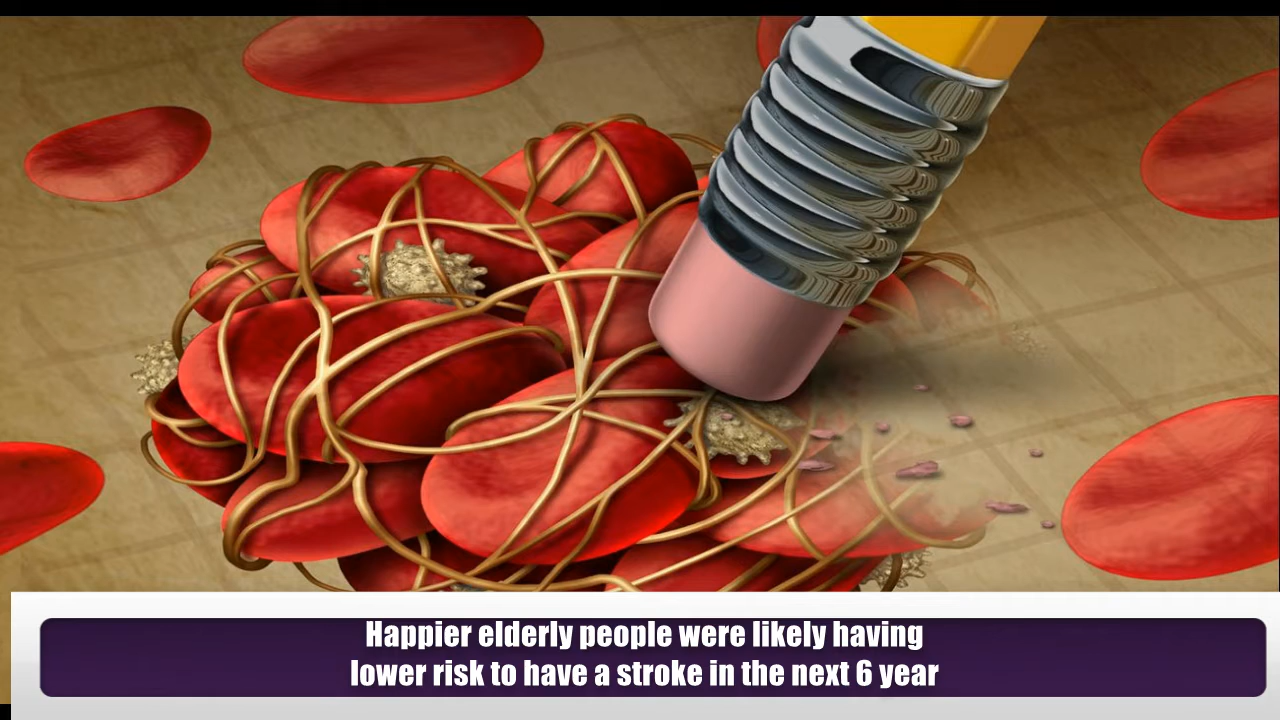 Happier elderly people were likely having
lower risk to have a stroke in the next 6 year